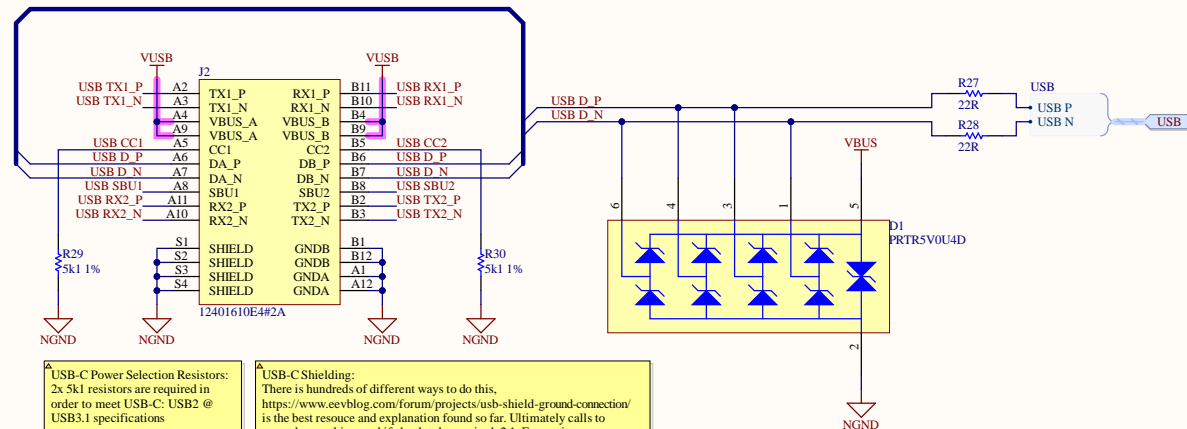 VUSB
VUSB
J2
USB TX1_P A2 TX1_P RX1_P B11 USB RX1_P
USB TX1_N A3 TX1_N RX1_N B10 USB RX1_N
A4 VBUS_A VBUS_B B4
A9 VBUS_A VBUS_B B9
USB CC1 A5 CC1 CC2 B5 USB CC2
USB D_P A6 DA_P DB_P B6 USB D_P
USB D_N A7 DA_N DB_N B7 USB D_N
USB SBU1 A8 SBU1 SBU2 B8 USB SBU2
USB RX2_P A11 RX2_P TX2_P B2 USB TX2_P
USB RX2_N A10 RX2_N TX2_N B3 USB TX2_N
S1 SHIELD GNDB B1
S2 SHIELD GNDB B12
S3 SHIELD GNDA A1
S4 SHIELD GNDA A12
12401610E4#2A
R29
5k1 1%
R30
5k1 1%
NGND
NGND
NGND
NGND
USB D_P
USB D_N
R27
22R
R28
22R
USB
USB P
USB N
USB
VBUS
6
4
3
1
5
D1
PRTR5V0U4D
2
NGND
USB-C Power Selection Resistors:
2x 5k1 resistors are required in
order to meet USB-C: USB2 @
USB3.1 specifications
USB-C Shielding:
There is hundreds of different ways to do this,
https://www.eevblog.com/forum/projects/usb-shield-ground-connection/
is the best resouce and explanation found so far. Ultimately calls to